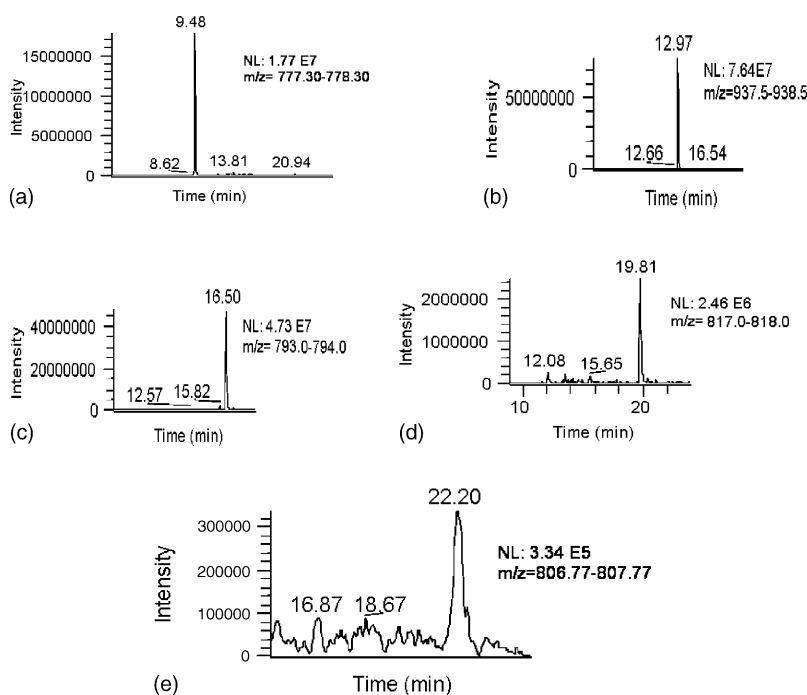 9.48
15000000
10000000
5000000
0
Intensity
NL: 1.77 E7
m/z= 777.30-778.30
8.62
13.81
20.94
Time (min)
(a)
12.97
50000000
0
Intensity
NL: 7.64E7
m/z=937.5-938.5
12.66
16.54
Time (min)
(b)
16.50
40000000
20000000
0
Intensity
NL: 4.73 E7
m/z= 793.0-794.0
12.57
15.82
Time (min)
(c)
19.81
2000000
1000000
0
Intensity
NL: 2.46 E6
m/z= 817.0-818.0
12.08
15.65
10
20
Time (min)
(d)
22.20
300000
200000
100000
0
Intensity
NL: 3.34 E5
m/z=806.77-807.77
16.87
18.67
Time (min)
(e)